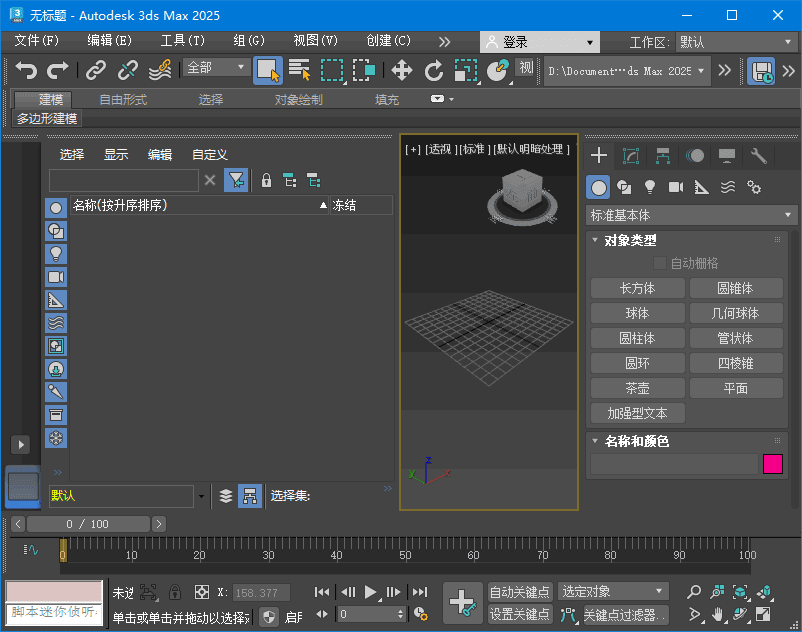 无标题 - Autodesk 3ds Max 2025
文件(F) 编辑(E) 工具(T) 组(G) 视图(V) 创建(C) 登录 工作区: 默认
全部 视 D:\Document···ds Max 2025
建模 自由形式 选择 对象绘制 填充
多边形建模
选择 显示 编辑 自定义
[+] [透视] [标准] [默认明暗处理]
名称(按升序排序) ▲ 冻结
标准基本体
对象类型
自动栅格
长方体 圆锥体
球体 几何球体
圆柱体 管状体
圆环 四棱锥
茶壶 平面
加强型文本
名称和颜色
z
y
x
默认 选择集:
0 / 100
0 10 20 30 40 50 60 70 80 90 100
未选 X: 158.377 自动关键点 选定对象
脚本迷你侦听 单击或单击并拖动以选择对 启用 0 设置关键点 关键点过滤器...